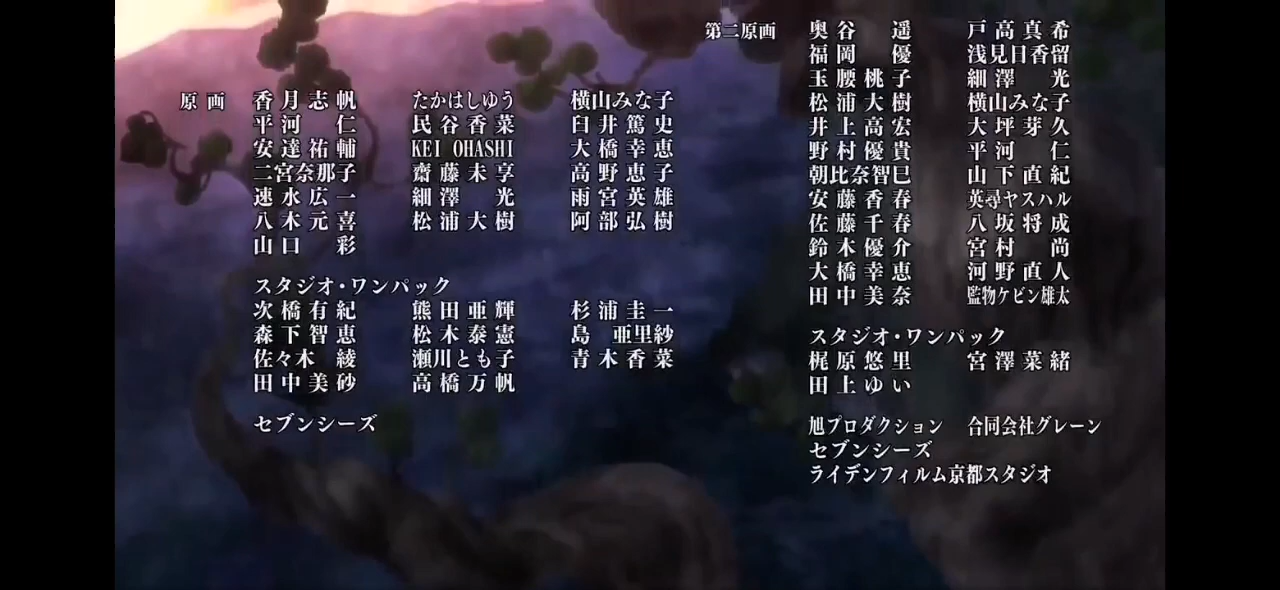 原画 香月志帆 たかはしゆう 横山みな子
平河 仁 民谷香菜 臼井篤史
安達祐輔 KEI OHASHI 大橋幸恵
二宮奈那子 齋藤未享 高野恵子
速水広一 細澤 光 雨宮英雄
八木元喜 松浦大樹 阿部弘樹
山口 彩
スタジオ・ワンパック
次橋有紀 熊田亜輝 杉浦圭一
森下智恵 松木泰憲 島 亜里紗
佐々木 綾 瀬川とも子 青木香菜
田中美砂 高橋万帆
セブンシーズ
第二原画 奥谷 遥 戸高真希
福岡 優 浅見日香留
玉腰桃子 細澤 光
松浦大樹 横山みな子
井上高宏 大坪芽久
野村優貴 平河 仁
朝比奈智巳 山下直紀
安藤香春 英尋ヤスハル
佐藤千春 八坂将成
鈴木優介 宮村 尚
大橋幸恵 河野直人
田中美奈 監物ケビン雄太
スタジオ・ワンパック
梶原悠里 宮澤菜緒
田上ゆい
旭プロダクション 合同会社グレーン
セブンシーズ
ライデンフィルム京都スタジオ